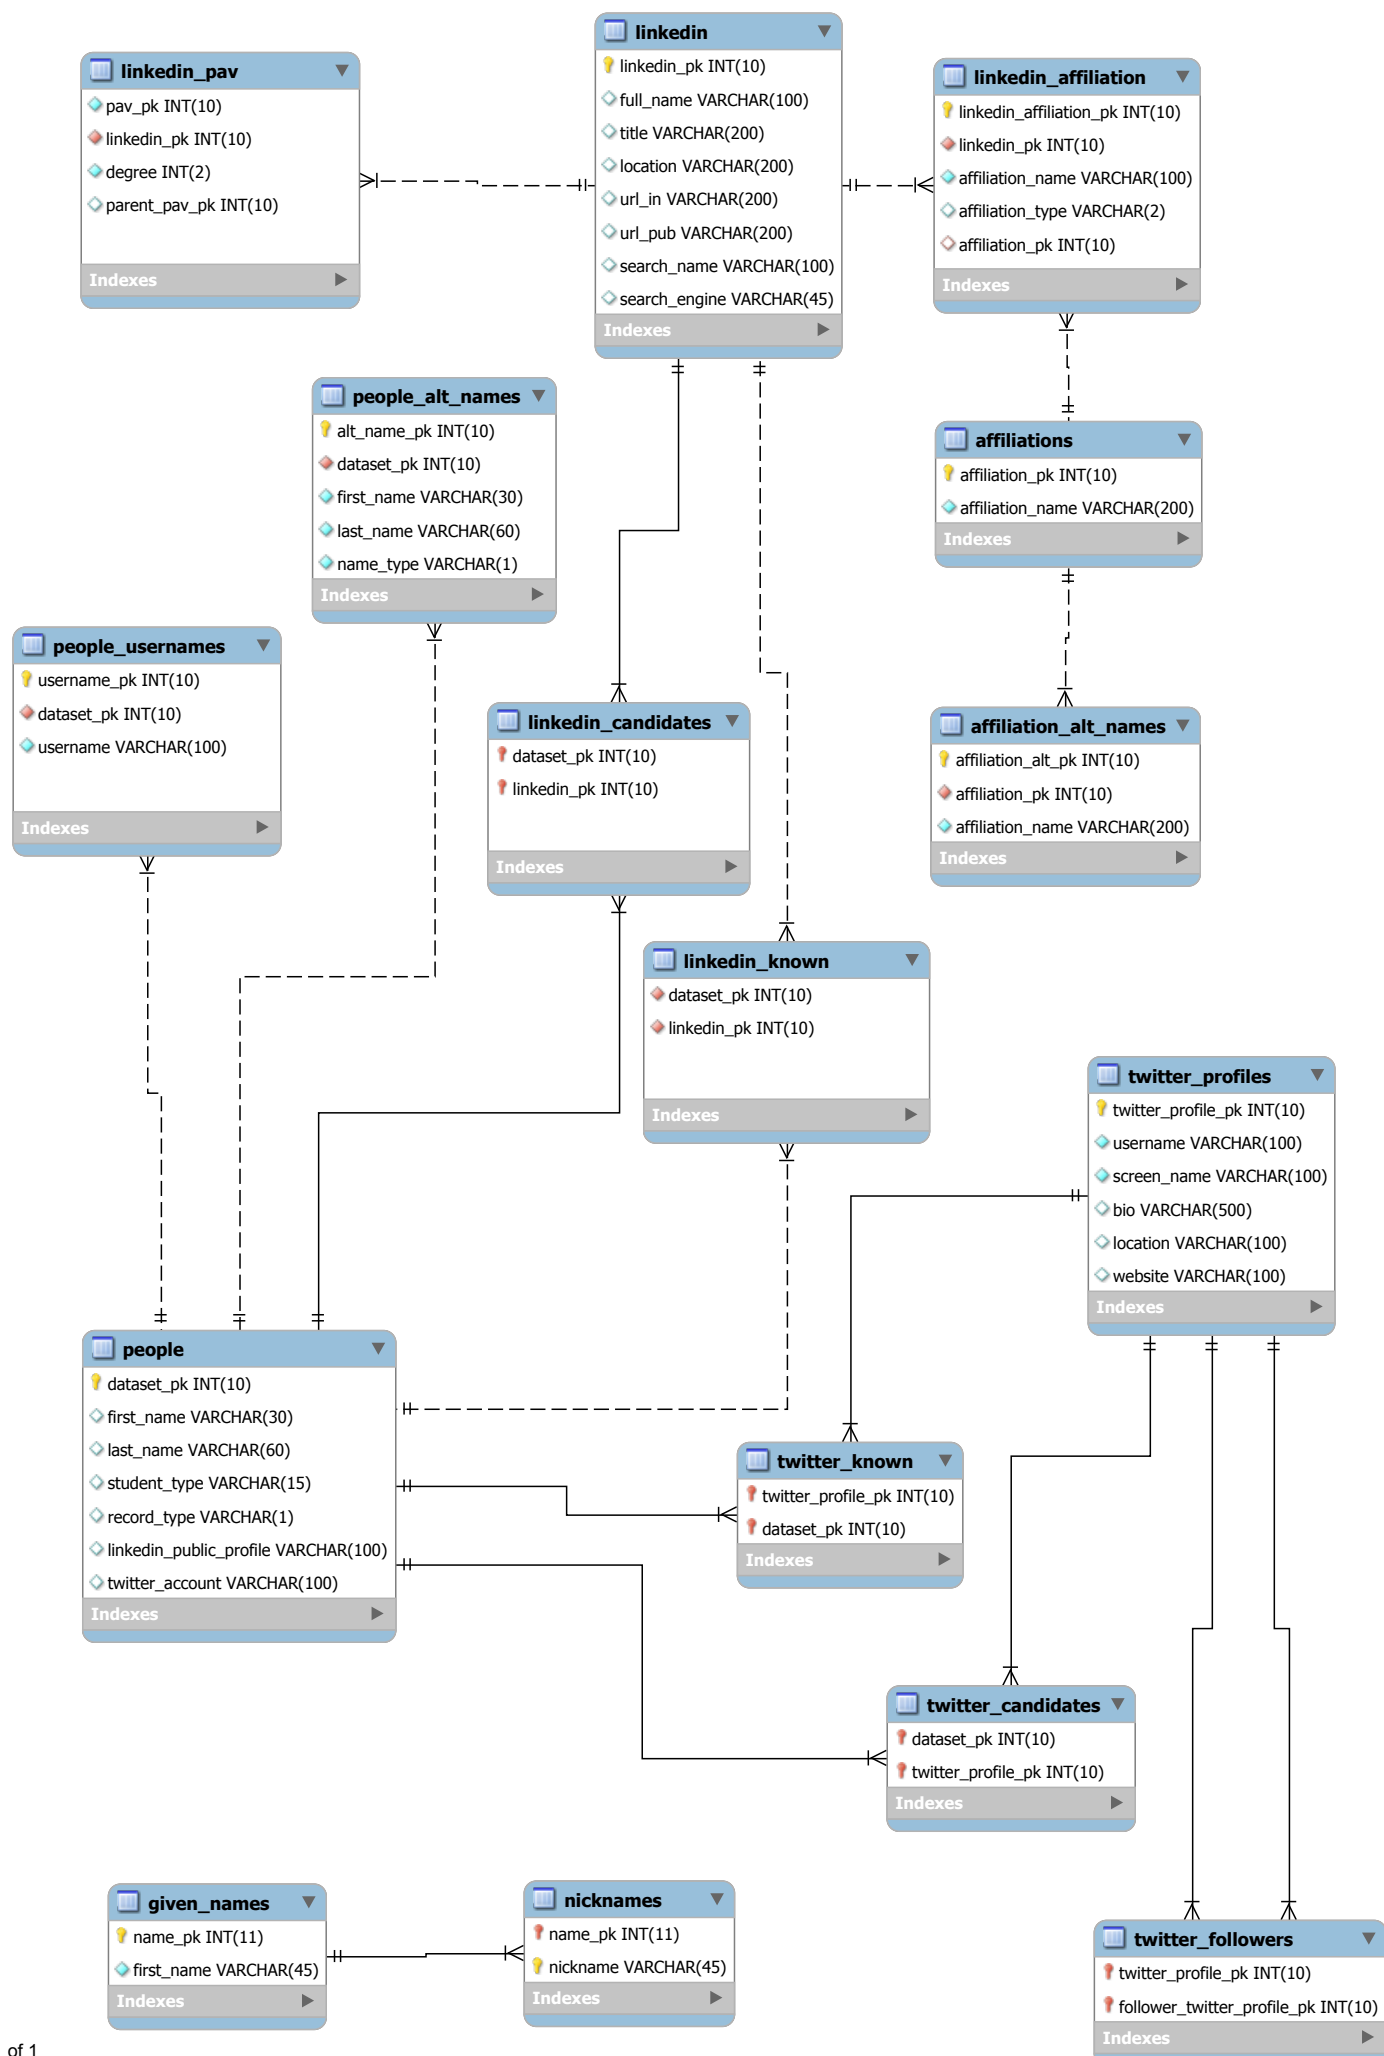 linkedin
linkedin_pk INT(10)
full_name VARCHAR(100)
title VARCHAR(200)
location VARCHAR(200)
url_in VARCHAR(200)
url_pub VARCHAR(200)
search_name VARCHAR(100)
search_engine VARCHAR(45)
Indexes
linkedin_pav
pav_pk INT(10)
linkedin_pk INT(10)
degree INT(2)
parent_pav_pk INT(10)
Indexes
linkedin_affiliation
linkedin_affiliation_pk INT(10)
linkedin_pk INT(10)
affiliation_name VARCHAR(100)
affiliation_type VARCHAR(2)
affiliation_pk INT(10)
Indexes
people_alt_names
alt_name_pk INT(10)
dataset_pk INT(10)
first_name VARCHAR(30)
last_name VARCHAR(60)
name_type VARCHAR(1)
Indexes
affiliations
affiliation_pk INT(10)
affiliation_name VARCHAR(200)
Indexes
people_usernames
username_pk INT(10)
dataset_pk INT(10)
username VARCHAR(100)
Indexes
linkedin_candidates
dataset_pk INT(10)
linkedin_pk INT(10)
Indexes
affiliation_alt_names
affiliation_alt_pk INT(10)
affiliation_pk INT(10)
affiliation_name VARCHAR(200)
Indexes
linkedin_known
dataset_pk INT(10)
linkedin_pk INT(10)
Indexes
twitter_profiles
twitter_profile_pk INT(10)
username VARCHAR(100)
screen_name VARCHAR(100)
bio VARCHAR(500)
location VARCHAR(100)
website VARCHAR(100)
Indexes
people
dataset_pk INT(10)
first_name VARCHAR(30)
last_name VARCHAR(60)
student_type VARCHAR(15)
record_type VARCHAR(1)
linkedin_public_profile VARCHAR(100)
twitter_account VARCHAR(100)
Indexes
twitter_known
twitter_profile_pk INT(10)
dataset_pk INT(10)
Indexes
twitter_candidates
dataset_pk INT(10)
twitter_profile_pk INT(10)
Indexes
given_names
name_pk INT(11)
first_name VARCHAR(45)
Indexes
nicknames
name_pk INT(11)
nickname VARCHAR(45)
Indexes
twitter_followers
twitter_profile_pk INT(10)
follower_twitter_profile_pk INT(10)
Indexes
of 1